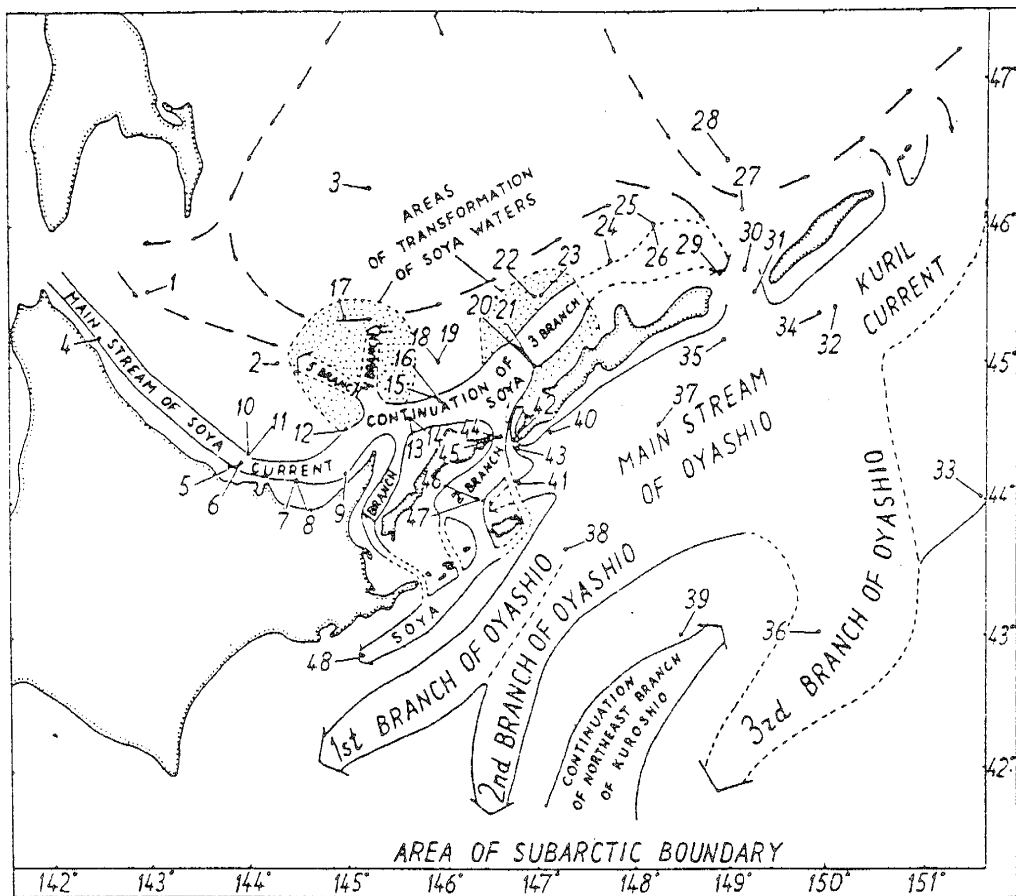 47°
28
27
3
AREAS
OF TRANSFORMATION
OF SOYA WATERS
46°
25
24
26
29
30
31
22
23
17
1
MAIN STREAM OF SOYA
CURRENT
4
2
20
21
18
19
16
15
3 BRANCH
KURIL
CURRENT
34
32
35
45°
CONTINUATION OF
SOYA
12
10
11
13
14
44
45
42
40
43
37
MAIN STREAM
OF OYASHIO
5
6
7
8
9
1 BRANCH
2 BRANCH
46
47
41
33
44°
38
SOYA
48
39
36
43°
1st BRANCH OF OYASHIO
2nd BRANCH OF OYASHIO
3rd BRANCH OF OYASHIO
CONTINUATION
OF NORTHEAST BRANCH
OF KUROSHIO
42°
AREA OF SUBARCTIC BOUNDARY
142° 143° 144° 145° 146° 147° 148° 149° 150° 151°